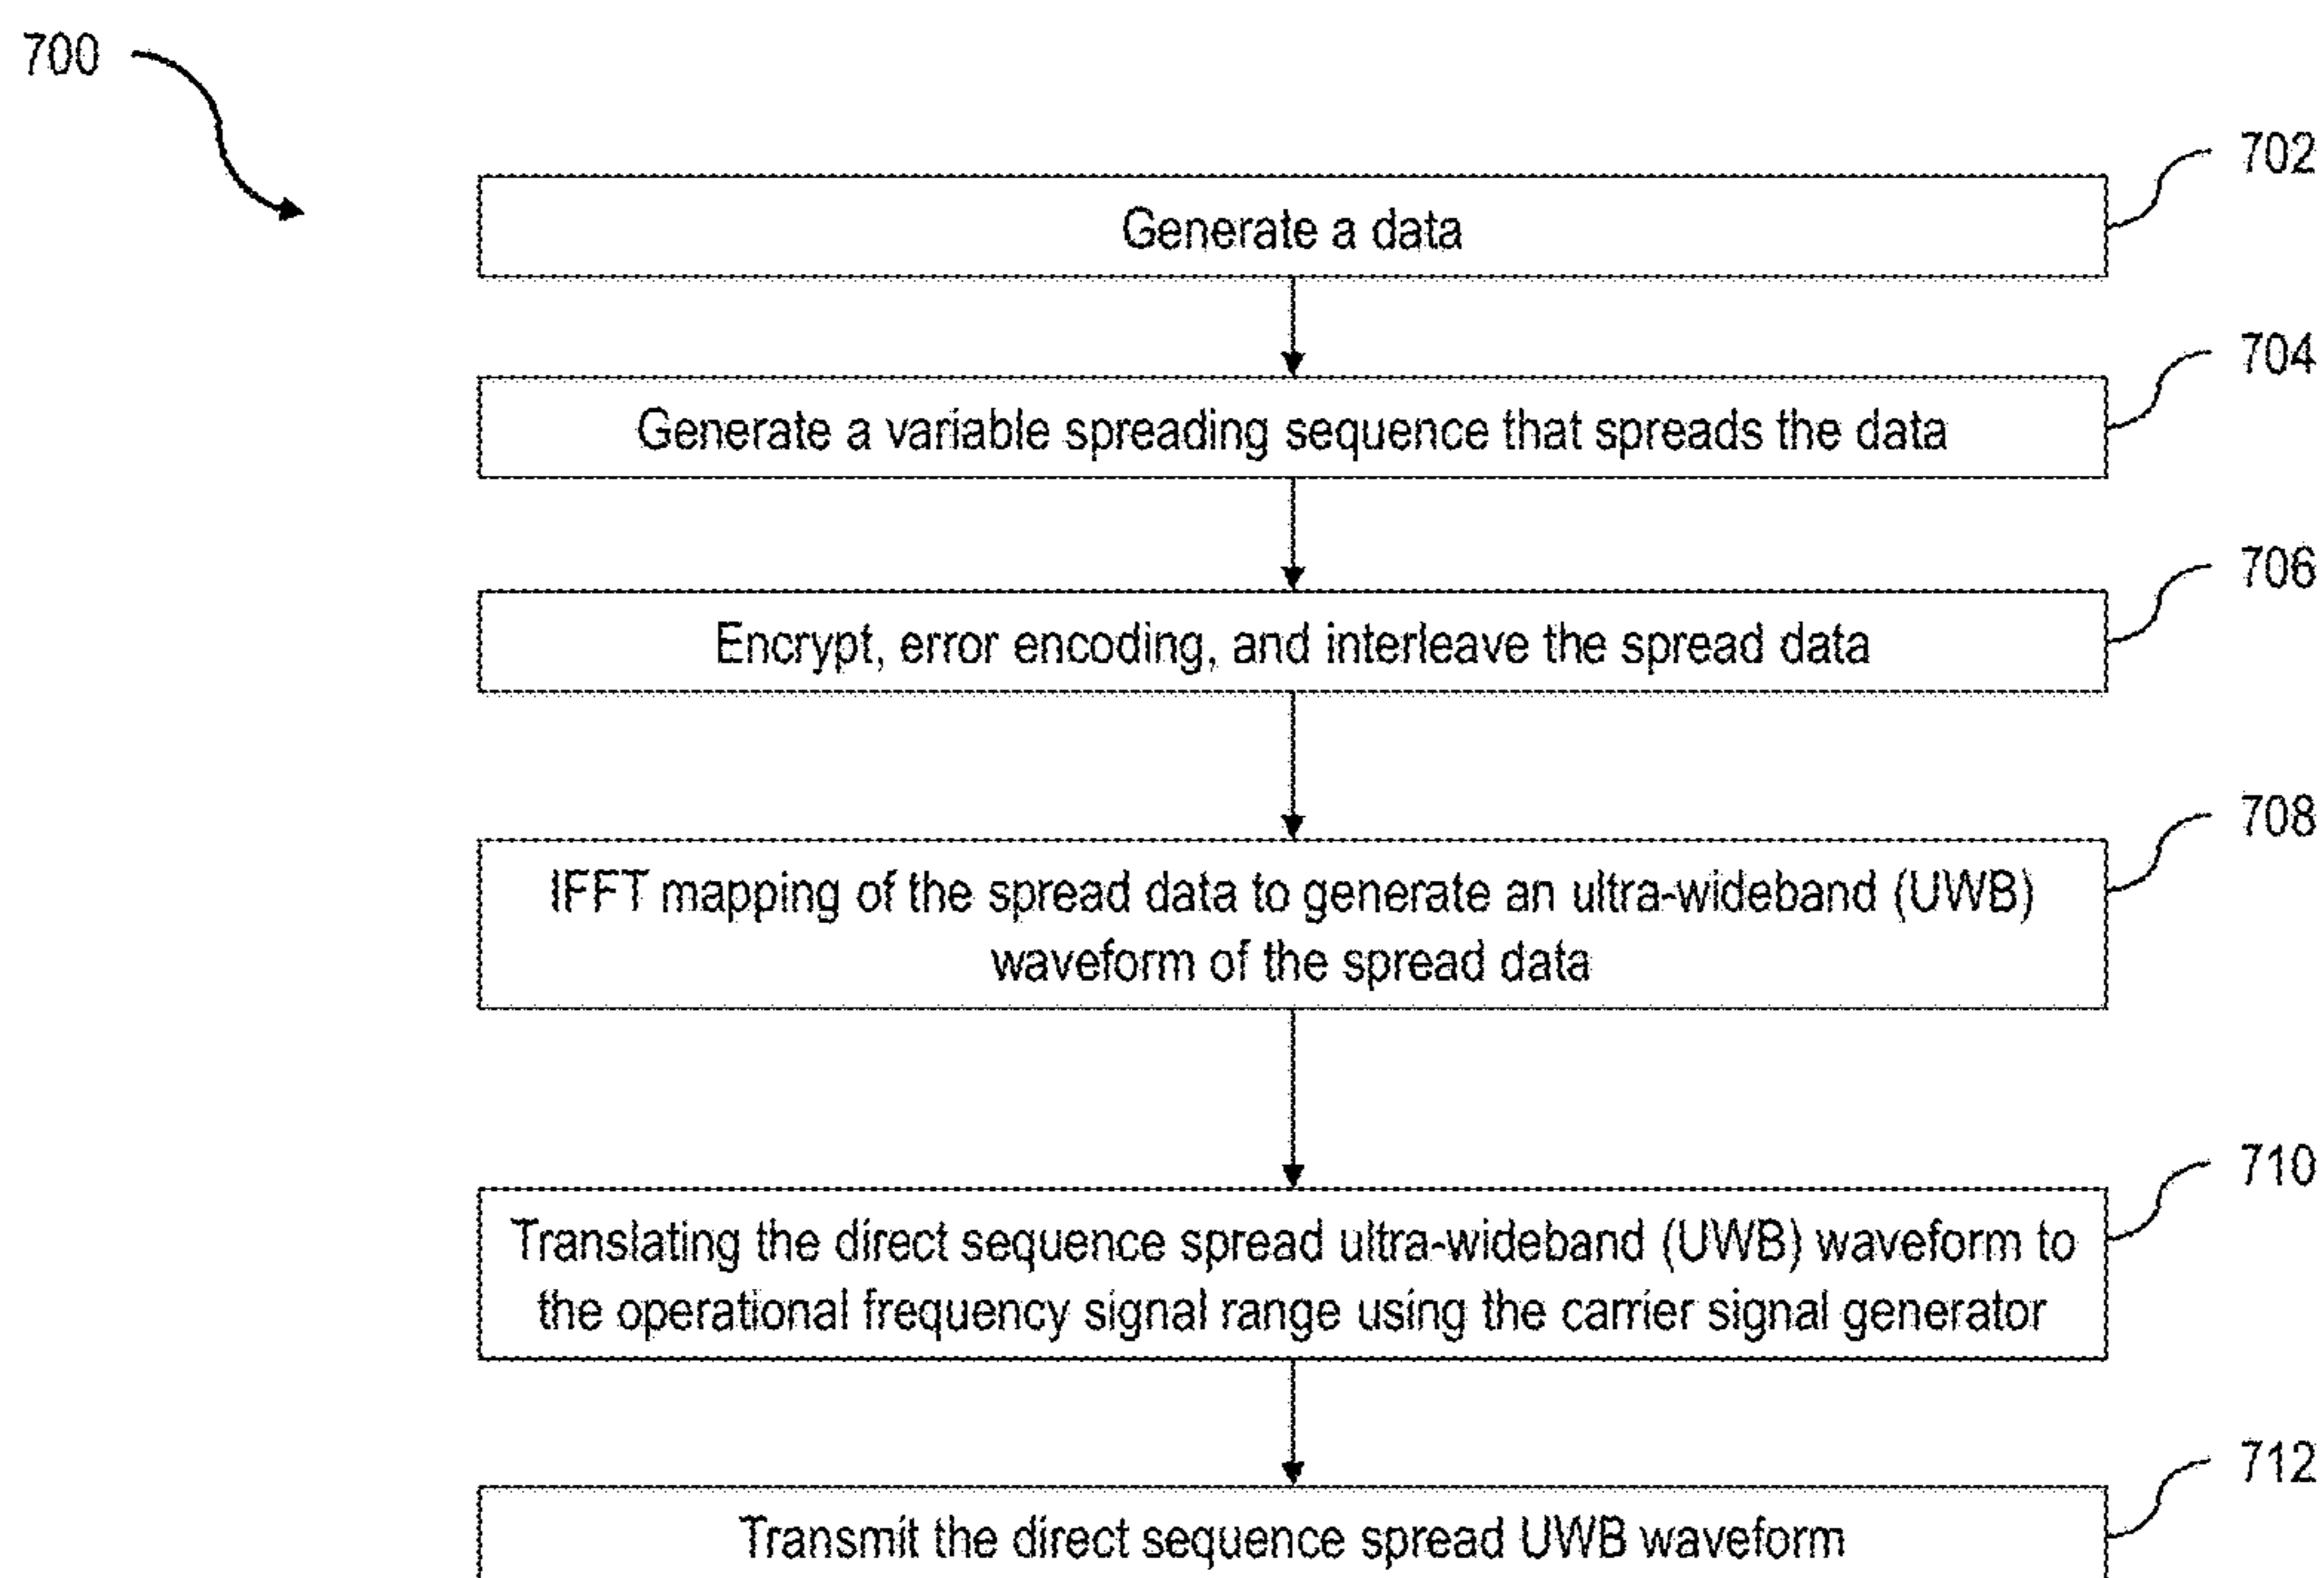 700
702
Generate a data
704
Generate a variable spreading sequence that spreads the data
706
Encrypt, error encoding, and interleave the spread data
708
IFFT mapping of the spread data to generate an ultra-wideband (UWB)
waveform of the spread data
710
Translating the direct sequence spread ultra-wideband (UWB) waveform to
the operational frequency signal range using the carrier signal generator
712
Transmit the direct sequence spread UWB waveform